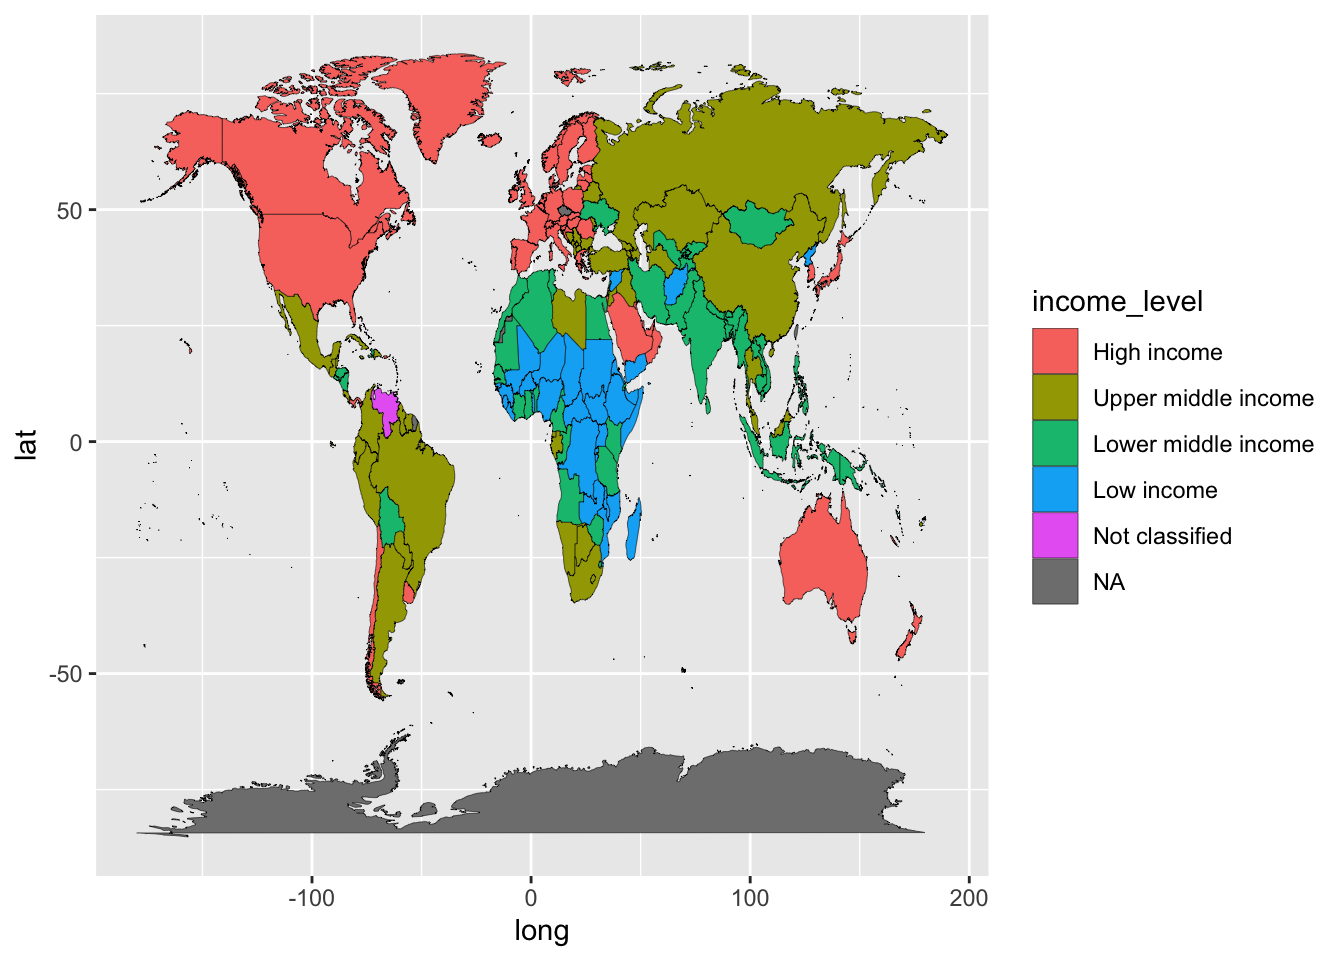 50
0
-50
lat
-100 0 100 200
long
income_level
High income
Upper middle income
Lower middle income
Low income
Not classified
NA